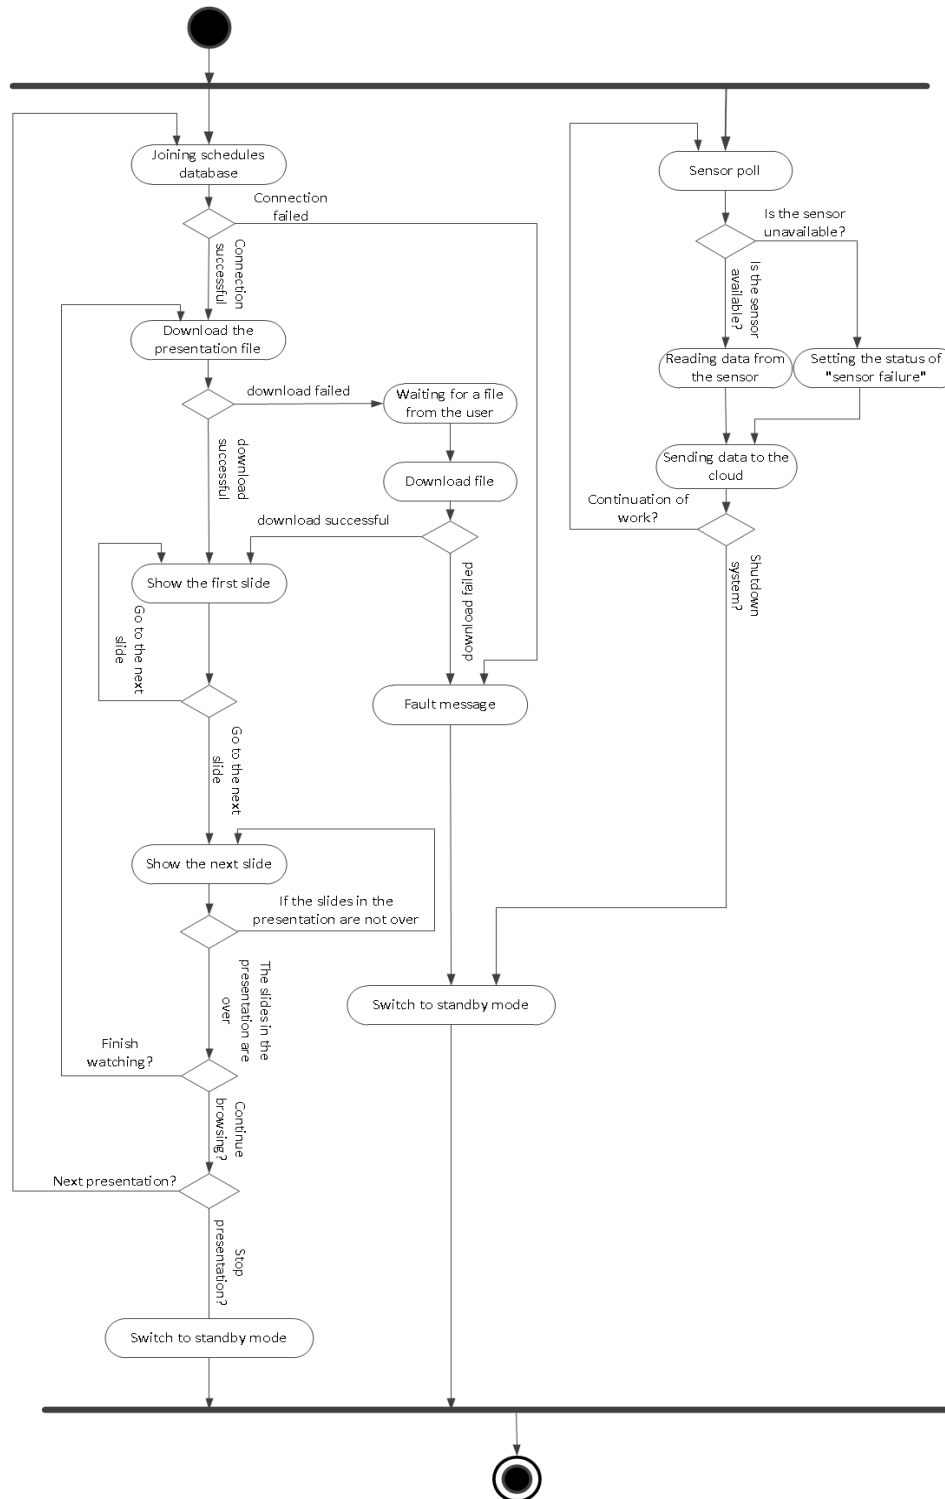 Joining schedules
database
Connection
failed
Connection
successful
Download the
presentation file
download failed
Waiting for a file
from the user
download
successful
Download file
download successful
download failed
Show the first slide
Go to the next
slide
Fault message
Go to the next
slide
Show the next slide
If the slides in the
presentation are not over
The slides in the
presentation are
over
Switch to standby mode
Finish
watching?
Continue
browsing?
Next presentation?
Stop
presentation?
Switch to standby mode
Sensor poll
Is the sensor
unavailable?
Is the sensor
available?
Reading data from
the sensor
Setting the status of
"sensor failure"
Sending data to the
cloud
Continuation of
work?
Shutdown
system?